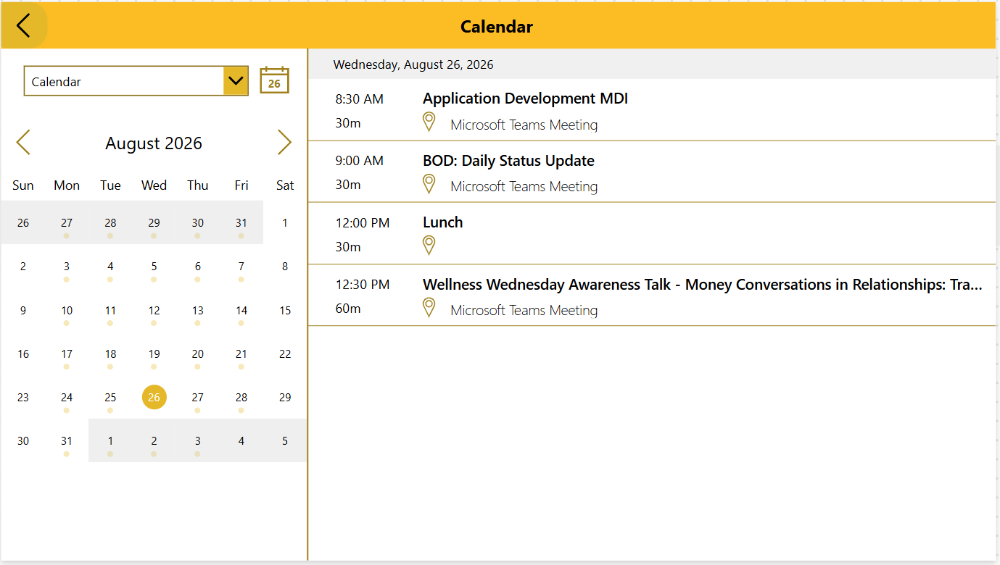 Calendar
Calendar
26
August 2026
Sun Mon Tue Wed Thu Fri Sat
26 27 28 29 30 31 1
2 3 4 5 6 7 8
9 10 11 12 13 14 15
16 17 18 19 20 21 22
23 24 25 26 27 28 29
30 31 1 2 3 4 5
Wednesday, August 26, 2026
8:30 AM Application Development MDI
30m Microsoft Teams Meeting
9:00 AM BOD: Daily Status Update
30m Microsoft Teams Meeting
12:00 PM Lunch
30m
12:30 PM Wellness Wednesday Awareness Talk - Money Conversations in Relationships: Tra...
60m Microsoft Teams Meeting